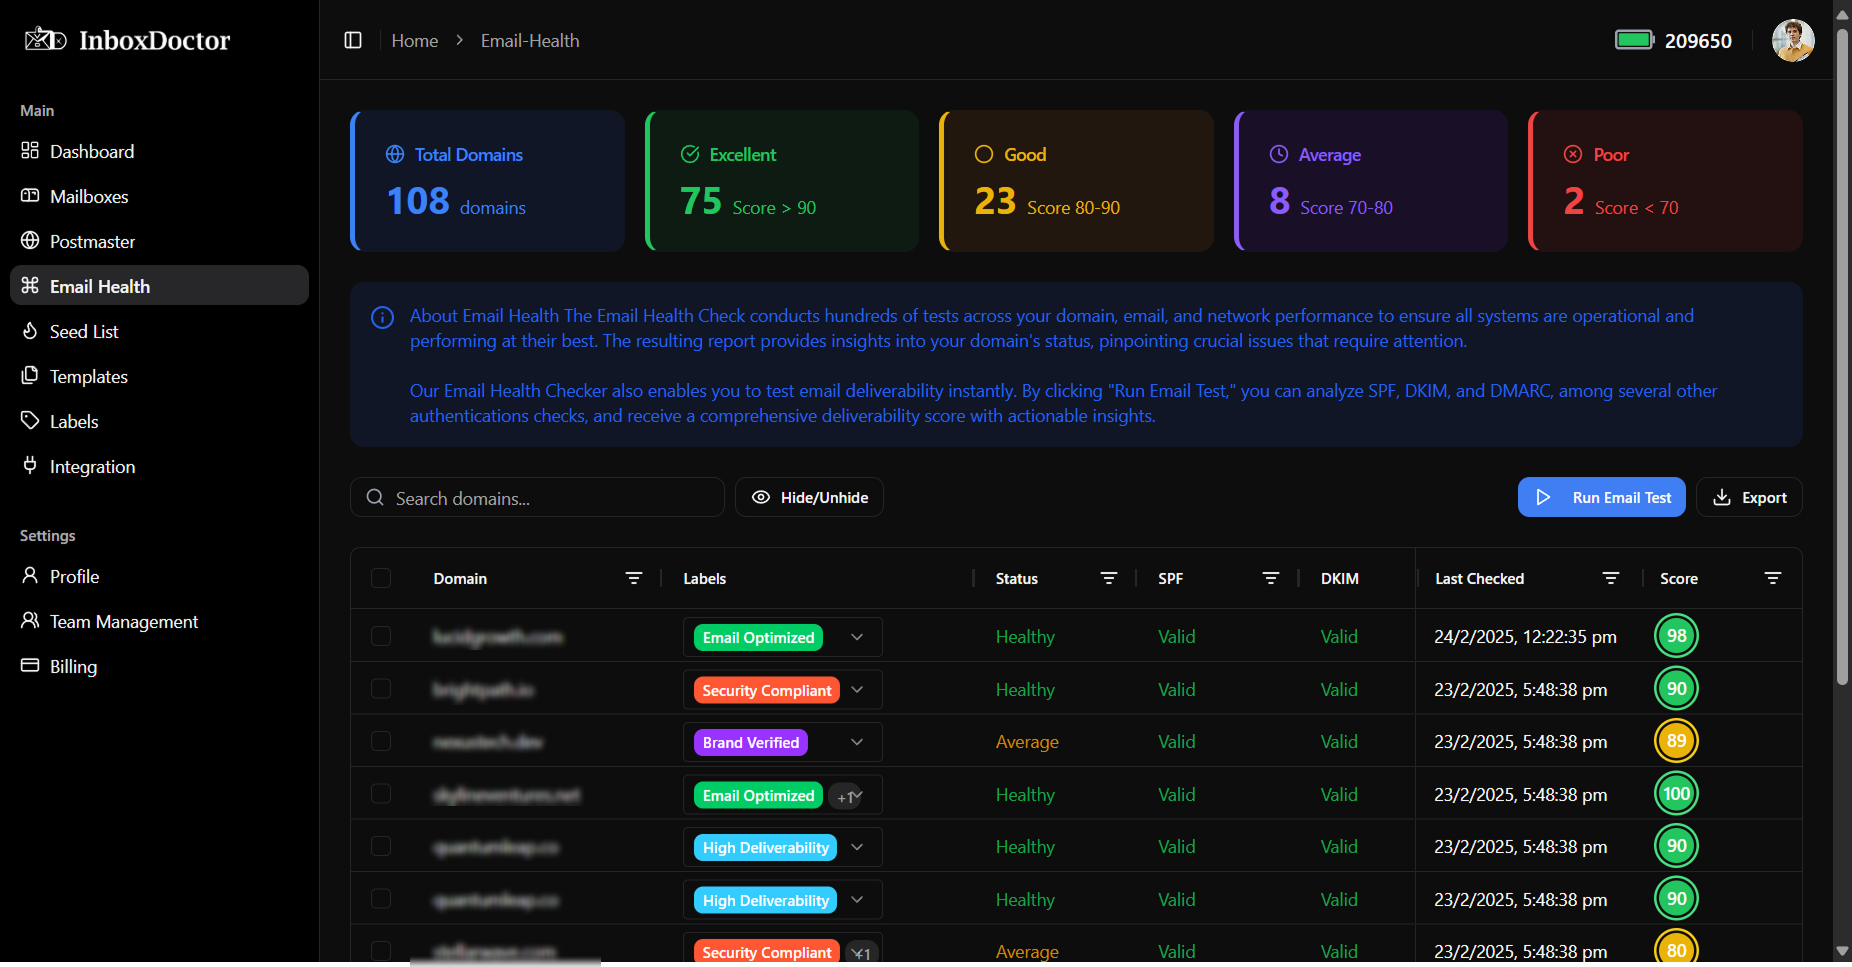 InboxDoctor
Home > Email-Health
209650
Main
Dashboard
Mailboxes
Postmaster
Email Health
Seed List
Templates
Labels
Integration
Settings
Profile
Team Management
Billing
Total Domains
108 domains
Excellent
75 Score > 90
Good
23 Score 80-90
Average
8 Score 70-80
Poor
2 Score < 70
About Email Health The Email Health Check conducts hundreds of tests across your domain, email, and network performance to ensure all systems are operational and
performing at their best. The resulting report provides insights into your domain's status, pinpointing crucial issues that require attention.
Our Email Health Checker also enables you to test email deliverability instantly. By clicking "Run Email Test," you can analyze SPF, DKIM, and DMARC, among several other
authentications checks, and receive a comprehensive deliverability score with actionable insights.
Search domains...
Hide/Unhide
Run Email Test
Export
Domain Labels Status SPF DKIM Last Checked Score
Email Optimized Healthy Valid Valid 24/2/2025, 12:22:35 pm 98
Security Compliant Healthy Valid Valid 23/2/2025, 5:48:38 pm 90
Brand Verified Average Valid Valid 23/2/2025, 5:48:38 pm 89
Email Optimized +1 Healthy Valid Valid 23/2/2025, 5:48:38 pm 100
High Deliverability Healthy Valid Valid 23/2/2025, 5:48:38 pm 90
High Deliverability Healthy Valid Valid 23/2/2025, 5:48:38 pm 90
Security Compliant +1 Average Valid Valid 23/2/2025, 5:48:38 pm 80